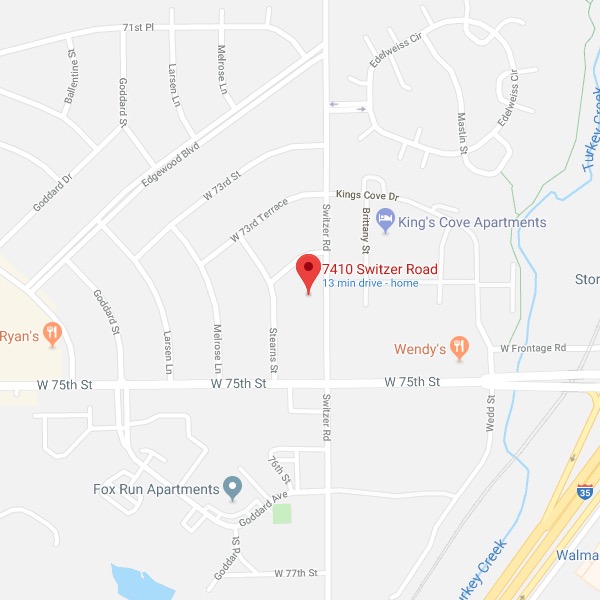 71st Pl
Edelweiss Cir
Ballentine St
Goddard St
Larsen Ln
Melrose Ln
Edelweiss Cir
Mastin St
Turkey Creek
Goddard Dr
Edgewood Blvd
W 73rd St
W 73rd Terrace
Kings Cove Dr
Switzer Rd
Brittany St
King's Cove Apartments
7410 Switzer Road
13 min drive - home
Stor
Goddard St
Ryan's
Larsen Ln
Melrose Ln
Stearns St
Wendy's
W Frontage Rd
W 75th St
W 75th St
W 75th St
Switzer Rd
Wedd St
76th St
Fox Run Apartments
Goddard Ave
35
Goddard St
W 77th St
rkey Creek
Walma